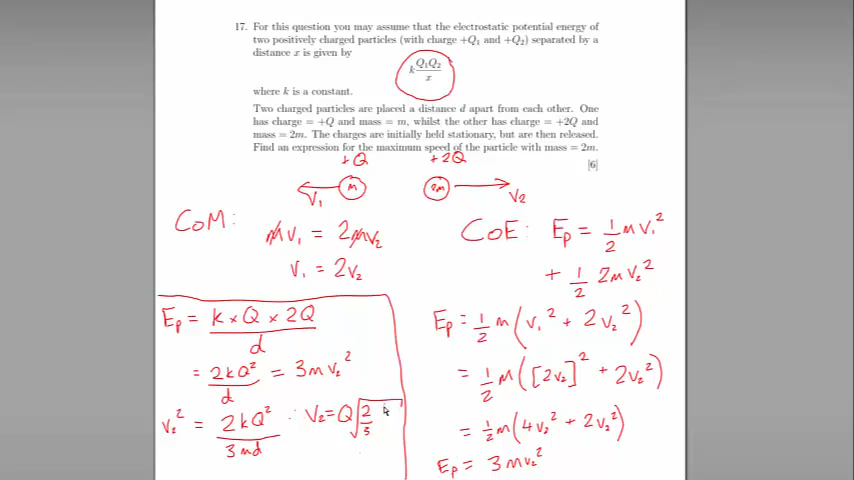 17. For this question you may assume that the electrostatic potential energy of
two positively charged particles (with charge +Q₁ and +Q₂) separated by a
distance x is given by
k Q₁Q₂/x
where k is a constant.
Two charged particles are placed a distance d apart from each other. One
has charge = +Q and mass = m, whilst the other has charge = +2Q and
mass = 2m. The charges are initially held stationary, but are then released.
Find an expression for the maximum speed of the particle with mass = 2m.
[6]
+Q +2Q
m 2m
V₁ V₂
CoM:
mv₁ = 2mv₂
v₁ = 2v₂
Ep = k × Q × 2Q / d
= 2kQ²/d = 3mv₂²
v₂² = 2kQ²/3md ∴ V₂ = Q√2/3
CoE: Ep = 1/2 mv₁²
+ 1/2 2mv₂²
Ep = 1/2 m(v₁² + 2v₂²)
= 1/2 m([2v₂]² + 2v₂²)
= 1/2 m(4v₂² + 2v₂²)
Ep = 3mv₂²